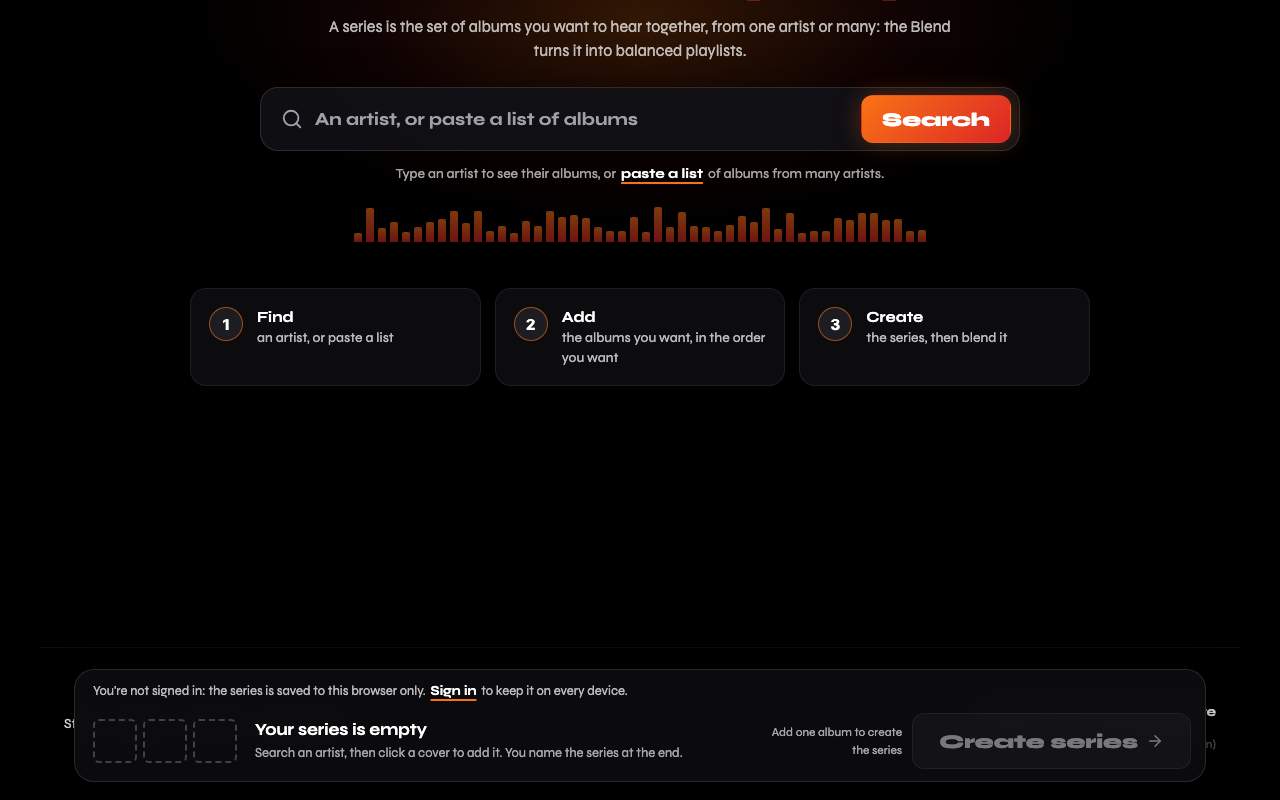 A series is the set of albums you want to hear together, from one artist or many: the Blend
turns it into balanced playlists.
An artist, or paste a list of albums
Search
Type an artist to see their albums, or paste a list of albums from many artists.
1
Find
an artist, or paste a list
2
Add
the albums you want, in the order
you want
3
Create
the series, then blend it
You're not signed in: the series is saved to this browser only. Sign in to keep it on every device.
Your series is empty
Search an artist, then click a cover to add it. You name the series at the end.
Add one album to create
the series
Create series